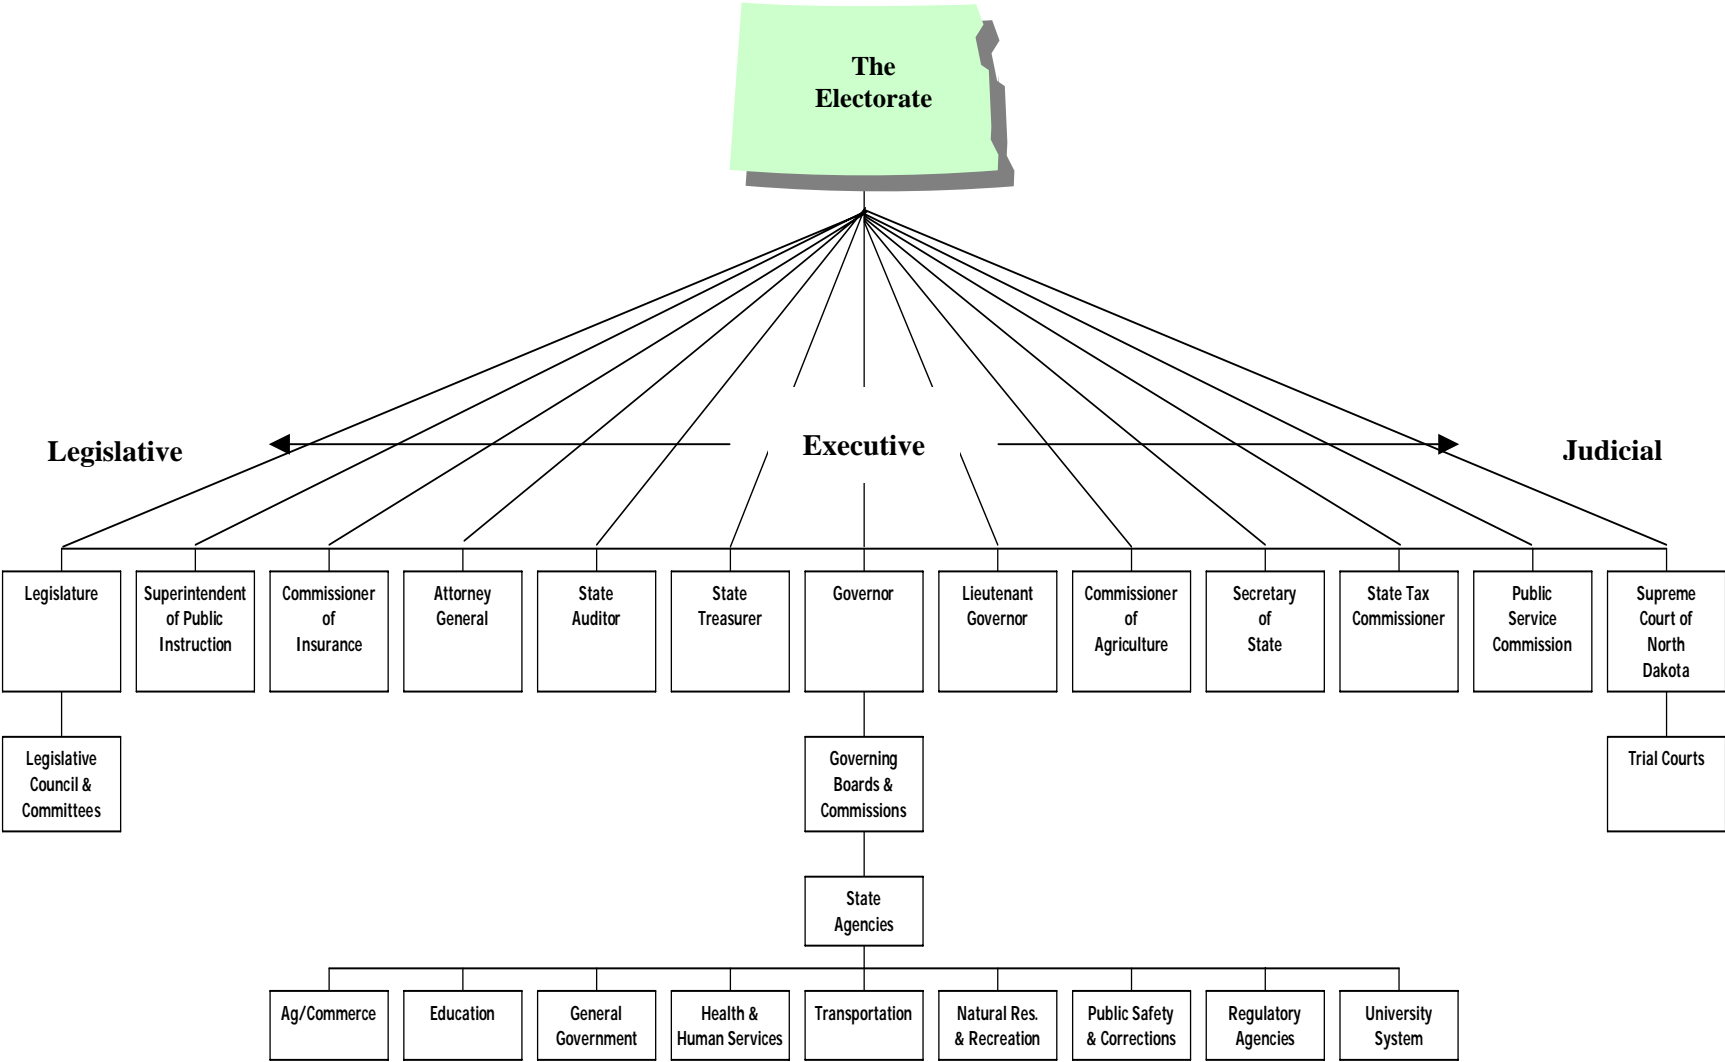 The
Electorate
Legislative
Executive
Judicial
Legislature
Superintendent
of Public
Instruction
Commissioner
of
Insurance
Attorney
General
State
Auditor
State
Treasurer
Governor
Lieutenant
Governor
Commissioner
of
Agriculture
Secretary
of
State
State Tax
Commissioner
Public
Service
Commission
Supreme
Court of
North
Dakota
Legislative
Council &
Committees
Governing
Boards &
Commissions
Trial Courts
State
Agencies
Ag/Commerce
Education
General
Government
Health &
Human Services
Transportation
Natural Res.
& Recreation
Public Safety
& Corrections
Regulatory
Agencies
University
System